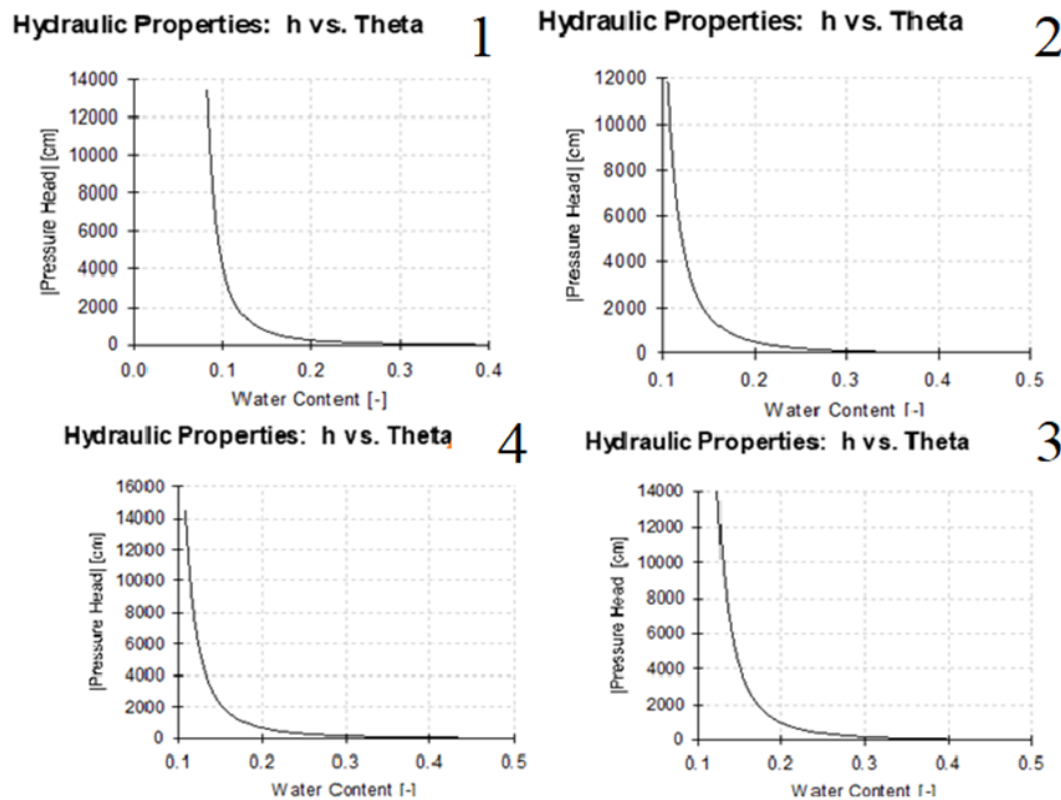 Hydraulic Properties: h vs. Theta
1
14000
12000
10000
8000
6000
4000
2000
0
|Pressure Head| [cm]
0.0 0.1 0.2 0.3 0.4
Water Content [-]
Hydraulic Properties: h vs. Theta
2
12000
10000
8000
6000
4000
2000
0
|Pressure Head| [cm]
0.1 0.2 0.3 0.4 0.5
Water Content [-]
Hydraulic Properties: h vs. Theta
4
16000
14000
12000
10000
8000
6000
4000
2000
0
|Pressure Head| [cm]
0.1 0.2 0.3 0.4 0.5
Water Content [-]
Hydraulic Properties: h vs. Theta
3
14000
12000
10000
8000
6000
4000
2000
0
|Pressure Head [cm]
0.1 0.2 0.3 0.4 0.5
Water Content [-]